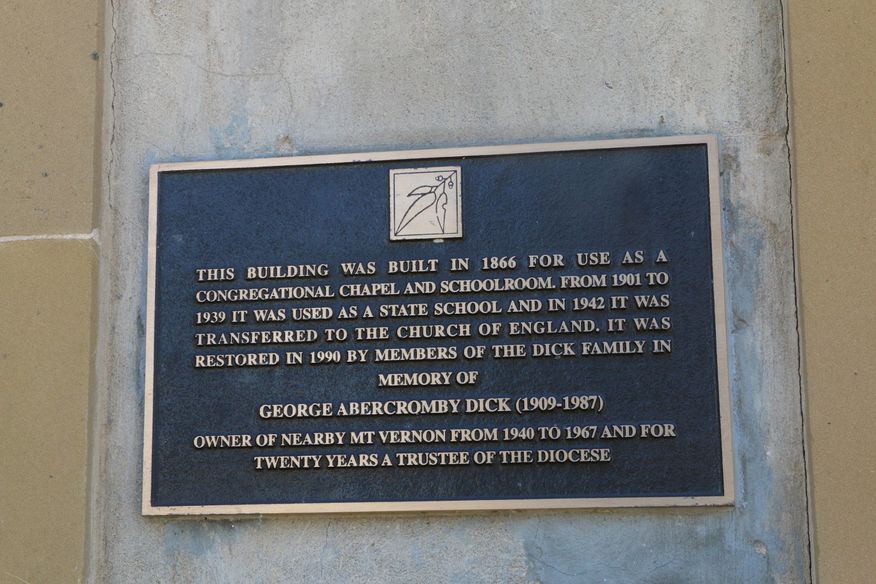 THIS BUILDING WAS BUILT IN 1866 FOR USE AS A
CONGREGATIONAL CHAPEL AND SCHOOLROOM. FROM 1901 TO
1939 IT WAS USED AS A STATE SCHOOL AND IN 1942 IT WAS
TRANSFERRED TO THE CHURCH OF ENGLAND. IT WAS
RESTORED IN 1990 BY MEMBERS OF THE DICK FAMILY IN
MEMORY OF
GEORGE ABERCROMBY DICK (1909-1987)
OWNER OF NEARBY MT VERNON FROM 1940 TO 1967 AND FOR
TWENTY YEARS A TRUSTEE OF THE DIOCESE